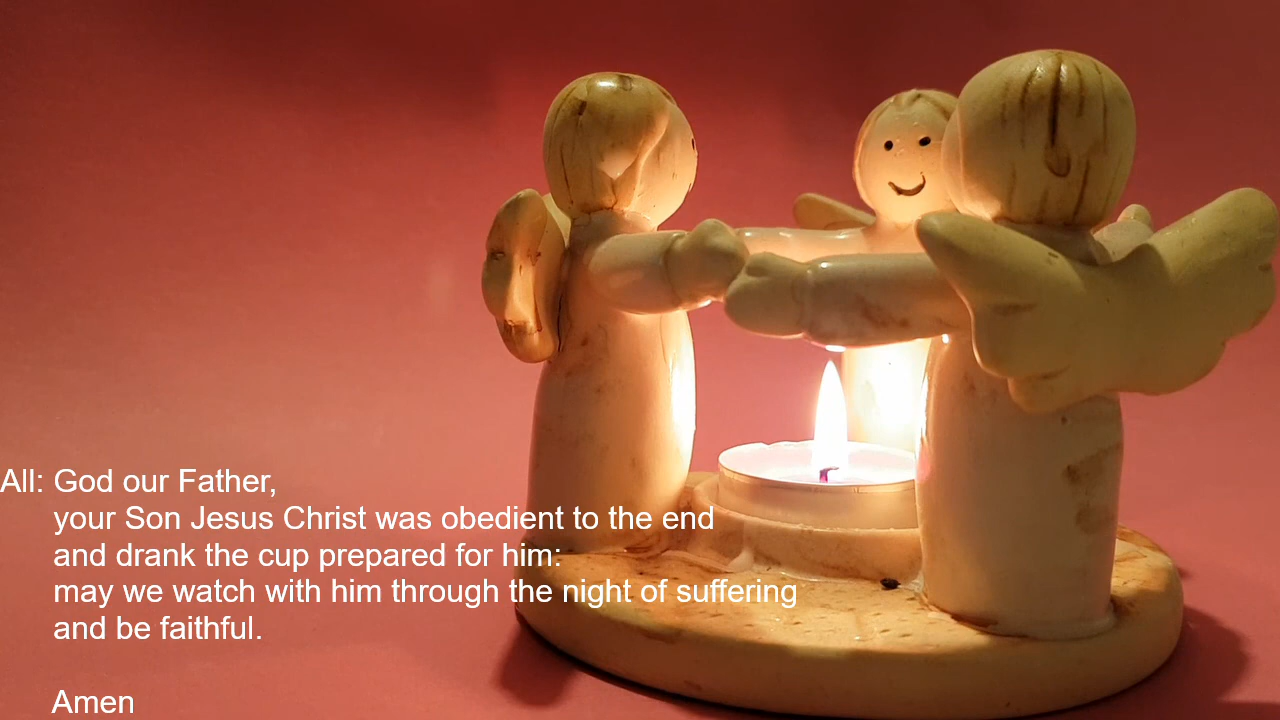 All: God our Father,
your Son Jesus Christ was obedient to the end
and drank the cup prepared for him:
may we watch with him through the night of suffering
and be faithful.
Amen